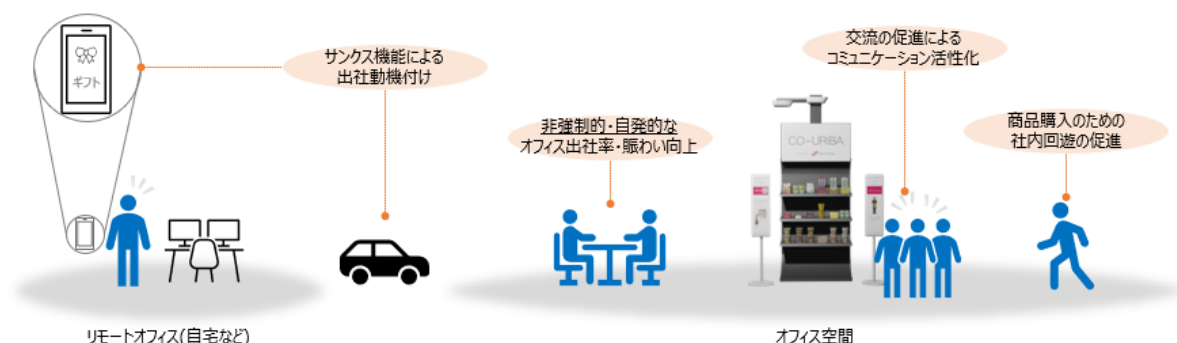 ギフト
サンクス機能による
出社動機付け
非強制的・自発的な
オフィス出社率・賑わい向上
交流の促進による
コミュニケーション活性化
CO-URIBA
商品購入のための
社内回遊の促進
リモートオフィス(自宅など)
オフィス空間